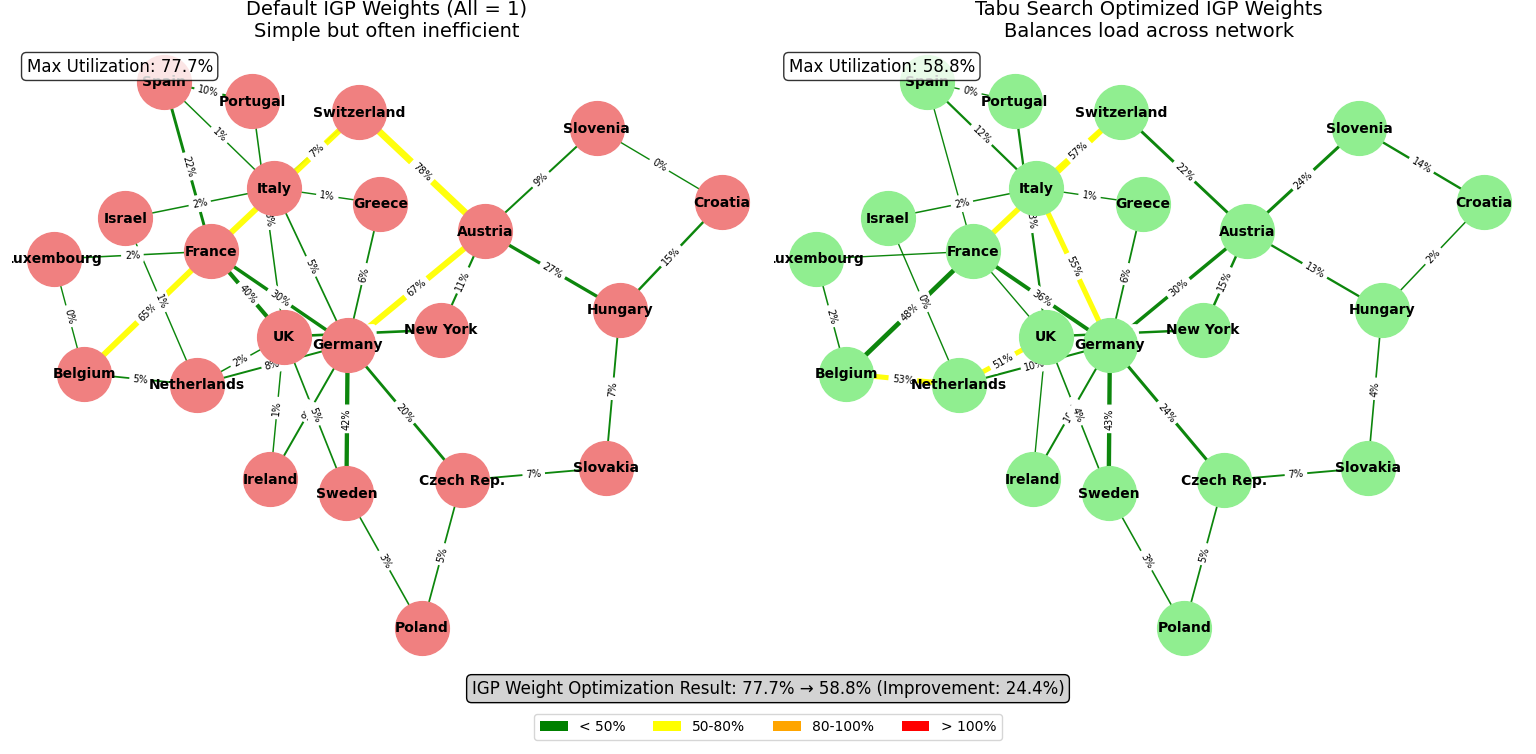 Default IGP Weights (All = 1)
Simple but often inefficient
Max Utilization: 77.7%
Spain
10%
Portugal
Switzerland
Slovenia
1%
7%
78%
0%
22%
9%
Italy
1%
Greece
Croatia
Israel
2%
Austria
uxembourg
2%
France
5%
6%
67%
27%
11%
15%
40%
30%
1%
0%
65%
Hungary
UK
Germany
New York
2%
8%
Belgium
5%
Netherlands
7%
1%
5%
42%
20%
Ireland
Sweden
Czech Rep.
7%
Slovakia
3%
5%
Poland
Tabu Search Optimized IGP Weights
Balances load across network
Max Utilization: 58.8%
Spain
0%
Portugal
Switzerland
Slovenia
12%
57%
22%
24%
14%
Italy
1%
Greece
Croatia
Israel
2%
Austria
uxembourg
France
55%
6%
30%
15%
13%
2%
36%
0%
48%
2%
Hungary
UK
Germany
New York
51%
10%
Belgium
53%
Netherlands
4%
4%
43%
24%
Ireland
Sweden
Czech Rep.
7%
Slovakia
3%
5%
Poland
IGP Weight Optimization Result: 77.7% → 58.8% (Improvement: 24.4%)
< 50%
50-80%
80-100%
> 100%